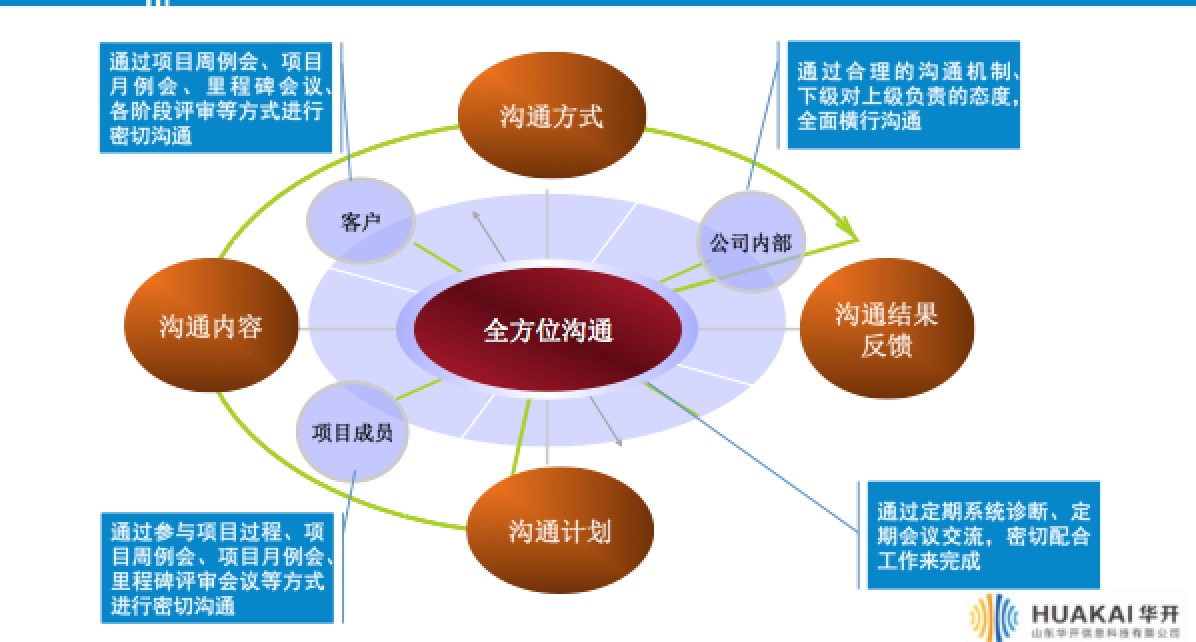 通过项目周例会、项目
月例会、里程碑会议、
各阶段评审等方式进行
密切沟通
沟通方式
通过合理的沟通机制、
下级对上级负责的态度，
全面横行沟通
客户
公司内部
沟通内容
全方位沟通
沟通结果
反馈
项目成员
沟通计划
通过参与项目过程、项
目周例会、项目月例会、
里程碑评审会议等方式
进行密切沟通
通过定期系统诊断、定
期会议交流，密切配合
工作来完成
HUAKAI 华开
山东华开信息科技有限公司